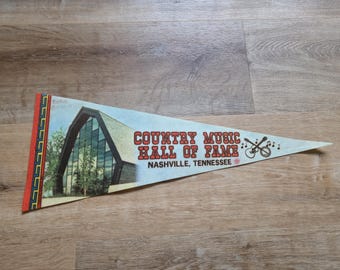 COUNTRY MUSIC
HALL OF FAME
NASHVILLE, TENNESSEE